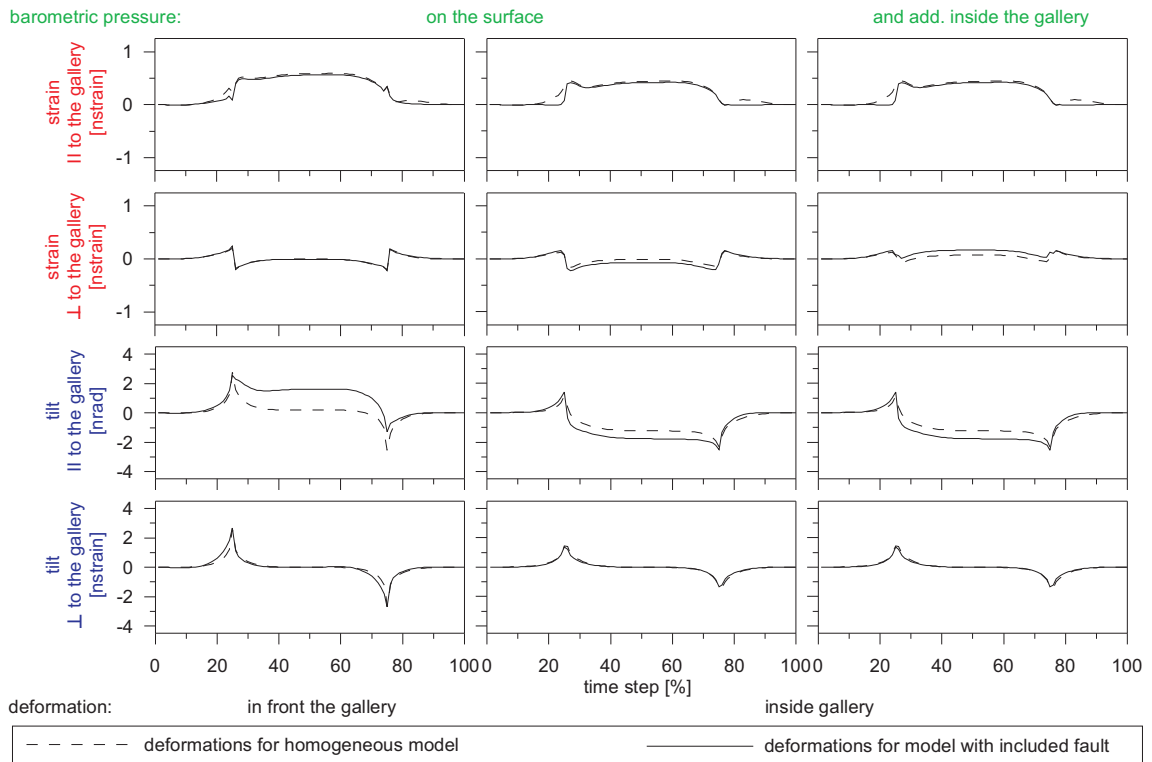 barometric pressure: on the surface and add. inside the gallery
strain
II to the gallery
[nstrain]
1
0
-1
strain
⊥ to the gallery
[nstrain]
1
0
-1
tilt
II to the gallery
[nrad]
4
2
0
-2
-4
tilt
⊥ to the gallery
[nstrain]
4
2
0
-2
-4
0 20 40 60 80 100 0 20 40 60 80 100 0 20 40 60 80 100
time step [%]
deformation: in front the gallery inside gallery
deformations for homogeneous model deformations for model with included fault